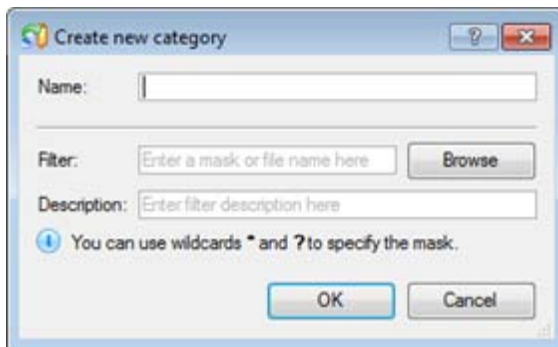 Create new category
Name:
Filter: Enter a mask or file name here Browse
Description: Enter filter description here
You can use wildcards * and ? to specify the mask.
OK Cancel